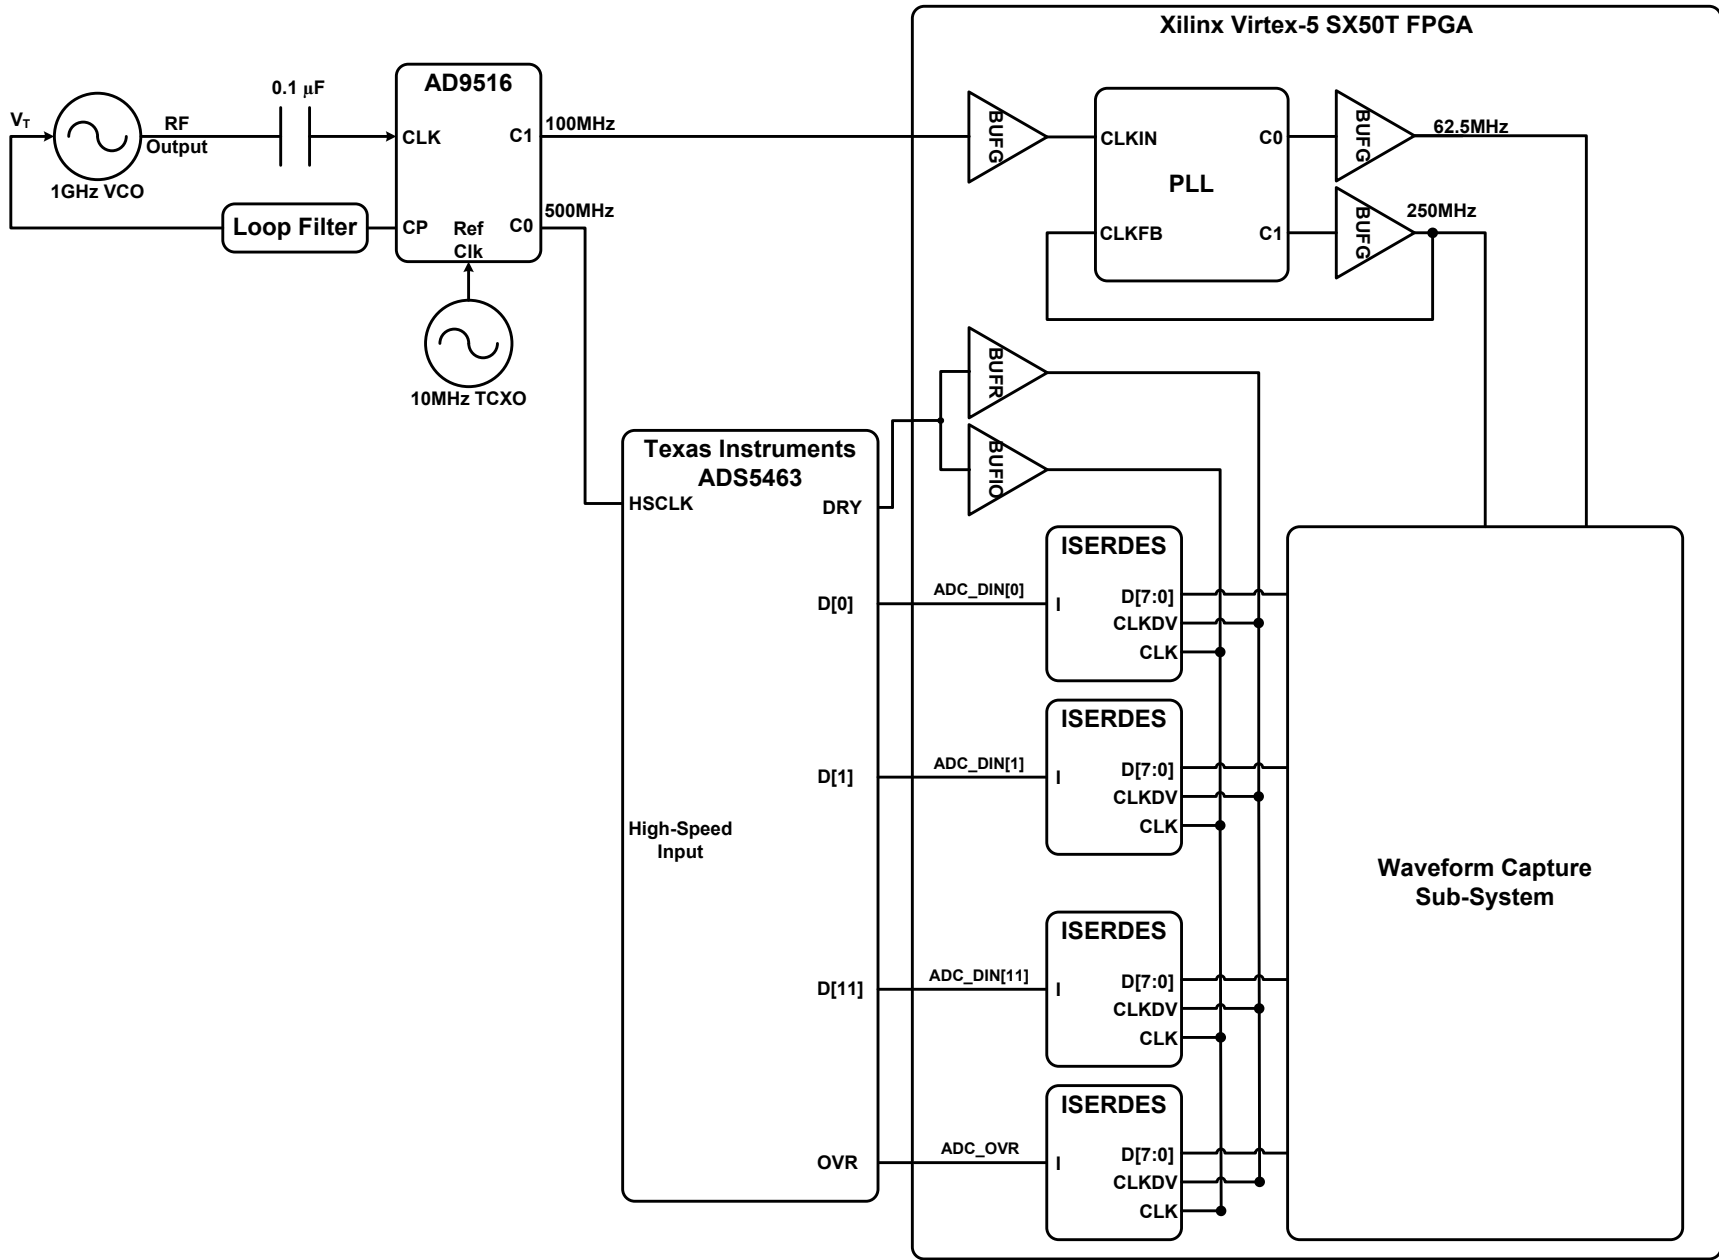 Xilinx Virtex-5 SX50T FPGA
AD9516
0.1 μF
V_T
RF
Output
1GHz VCO
Loop Filter
CLK
C1
CP
Ref
Clk
C0
100MHz
500MHz
10MHz TCXO
BUFG
CLKIN
C0
PLL
CLKFB
C1
BUFG
62.5MHz
BUFG
250MHz
BUFR
BUFIO
Texas Instruments
ADS5463
HSCLK
DRY
D[0]
D[1]
High-Speed
Input
D[11]
OVR
ADC_DIN[0]
ISERDES
I
D[7:0]
CLKDV
CLK
ADC_DIN[1]
ISERDES
I
D[7:0]
CLKDV
CLK
ADC_DIN[11]
ISERDES
I
D[7:0]
CLKDV
CLK
ADC_OVR
ISERDES
I
D[7:0]
CLKDV
CLK
Waveform Capture
Sub-System